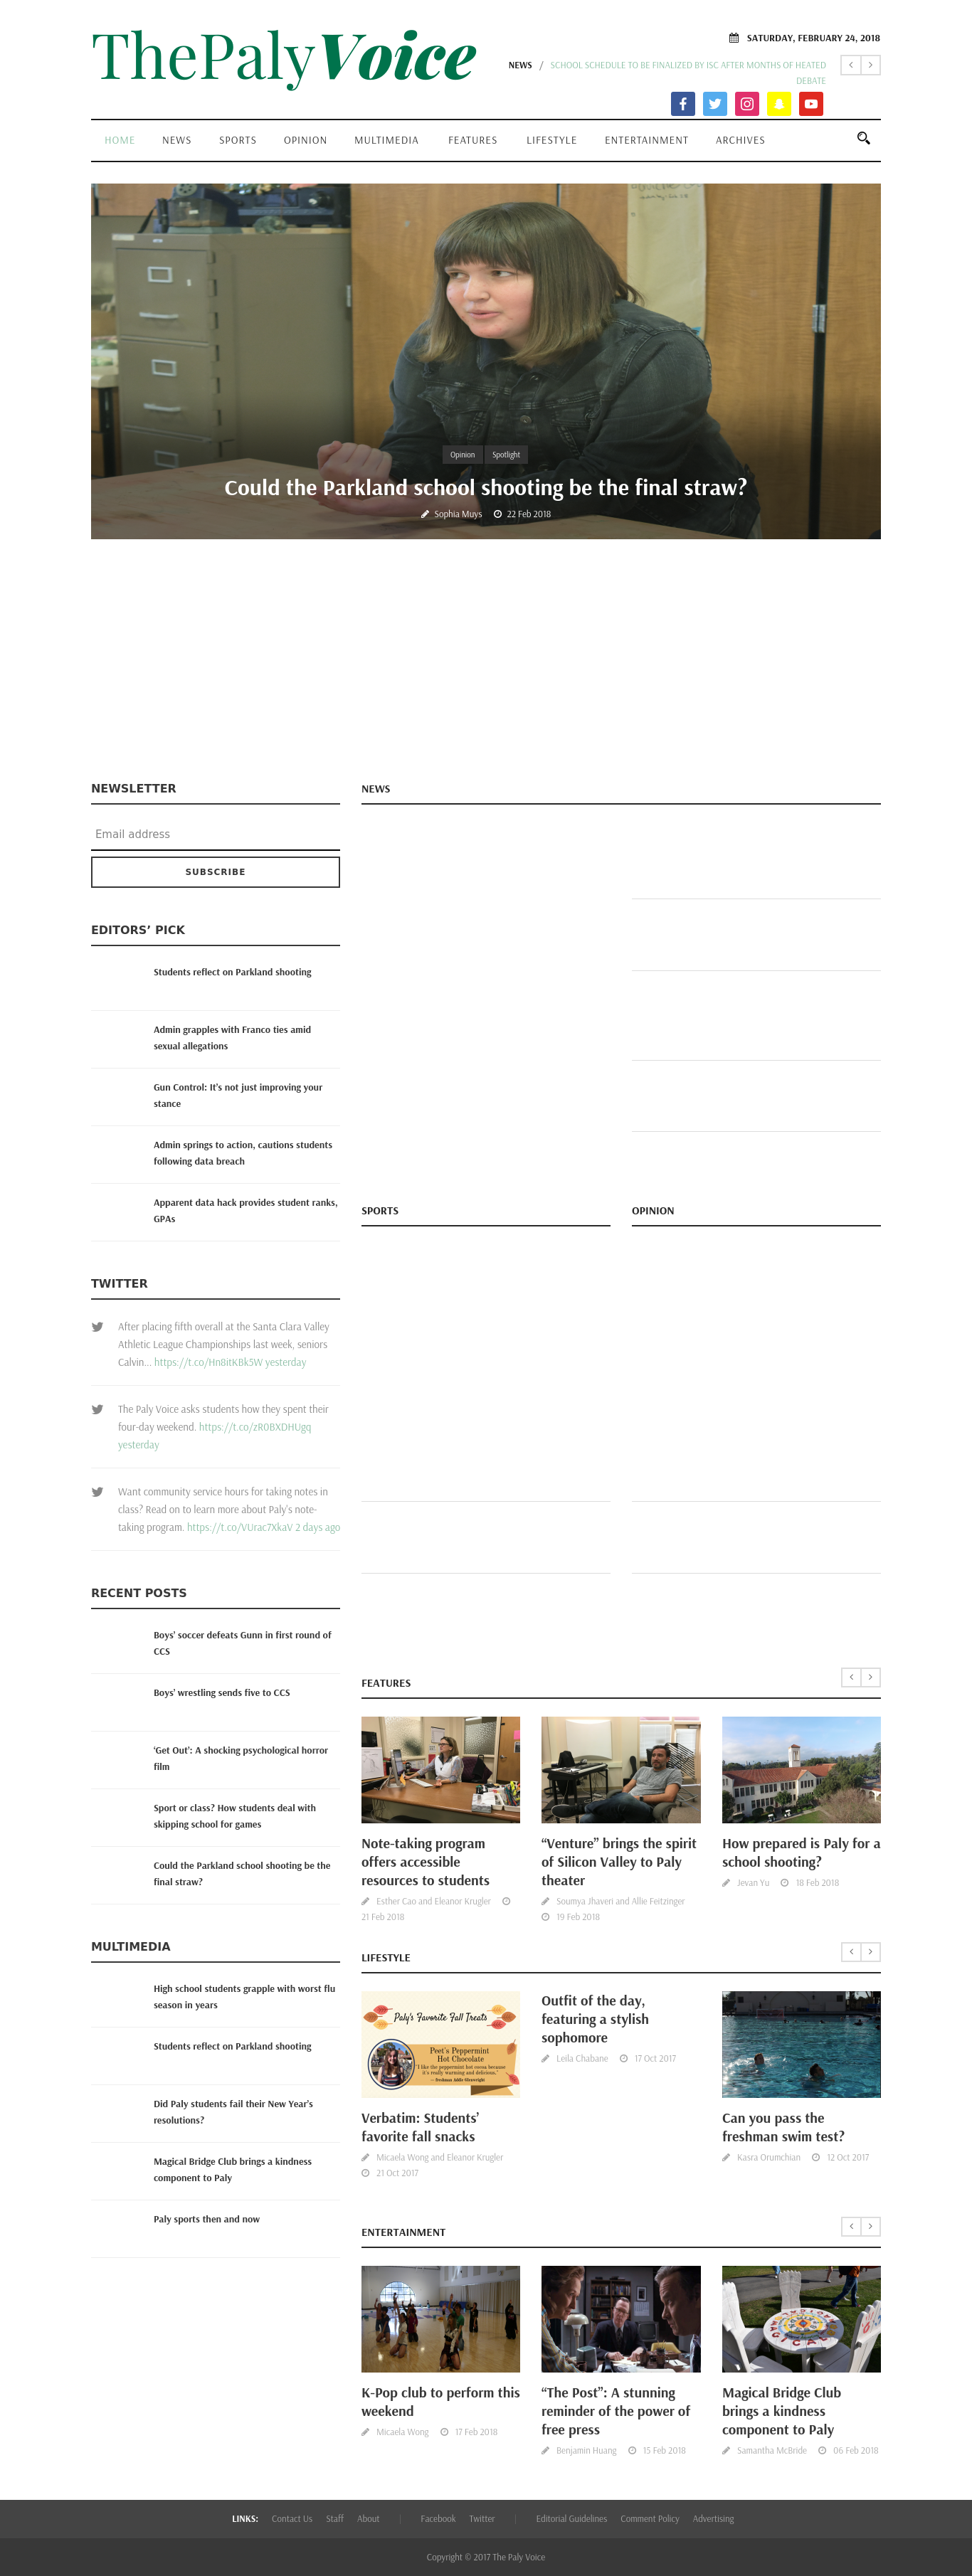 ThePalyVoice
SATURDAY, FEBRUARY 24, 2018
NEWS / SCHOOL SCHEDULE TO BE FINALIZED BY ISC AFTER MONTHS OF HEATED
DEBATE
HOME NEWS SPORTS OPINION MULTIMEDIA FEATURES LIFESTYLE ENTERTAINMENT ARCHIVES
Opinion Spotlight
Could the Parkland school shooting be the final straw?
Sophia Muys 22 Feb 2018
NEWSLETTER
Email address
SUBSCRIBE
EDITORS’ PICK
Students reflect on Parkland shooting
Admin grapples with Franco ties amid
sexual allegations
Gun Control: It’s not just improving your
stance
Admin springs to action, cautions students
following data breach
Apparent data hack provides student ranks,
GPAs
TWITTER
After placing fifth overall at the Santa Clara Valley
Athletic League Championships last week, seniors
Calvin... https://t.co/Hn8itKBk5W yesterday
The Paly Voice asks students how they spent their
four-day weekend. https://t.co/zR0BXDHUgq
yesterday
Want community service hours for taking notes in
class? Read on to learn more about Paly's note-
taking program. https://t.co/VUrac7XkaV 2 days ago
RECENT POSTS
Boys’ soccer defeats Gunn in first round of
CCS
Boys’ wrestling sends five to CCS
‘Get Out’: A shocking psychological horror
film
Sport or class? How students deal with
skipping school for games
Could the Parkland school shooting be the
final straw?
MULTIMEDIA
High school students grapple with worst flu
season in years
Students reflect on Parkland shooting
Did Paly students fail their New Year’s
resolutions?
Magical Bridge Club brings a kindness
component to Paly
Paly sports then and now
NEWS
SPORTS
OPINION
FEATURES
Note-taking program
offers accessible
resources to students
Esther Cao and Eleanor Krugler
21 Feb 2018
“Venture” brings the spirit
of Silicon Valley to Paly
theater
Soumya Jhaveri and Allie Feitzinger
19 Feb 2018
How prepared is Paly for a
school shooting?
Jevan Yu 18 Feb 2018
LIFESTYLE
Paly's Favorite Fall Treats
Peet's Peppermint
Hot Chocolate
Verbatim: Students’
favorite fall snacks
Micaela Wong and Eleanor Krugler
21 Oct 2017
Outfit of the day,
featuring a stylish
sophomore
Leila Chabane 17 Oct 2017
Can you pass the
freshman swim test?
Kasra Orumchian 12 Oct 2017
ENTERTAINMENT
K-Pop club to perform this
weekend
Micaela Wong 17 Feb 2018
“The Post”: A stunning
reminder of the power of
free press
Benjamin Huang 15 Feb 2018
Magical Bridge Club
brings a kindness
component to Paly
Samantha McBride 06 Feb 2018
LINKS: Contact Us Staff About | Facebook Twitter | Editorial Guidelines Comment Policy Advertising
Copyright © 2017 The Paly Voice